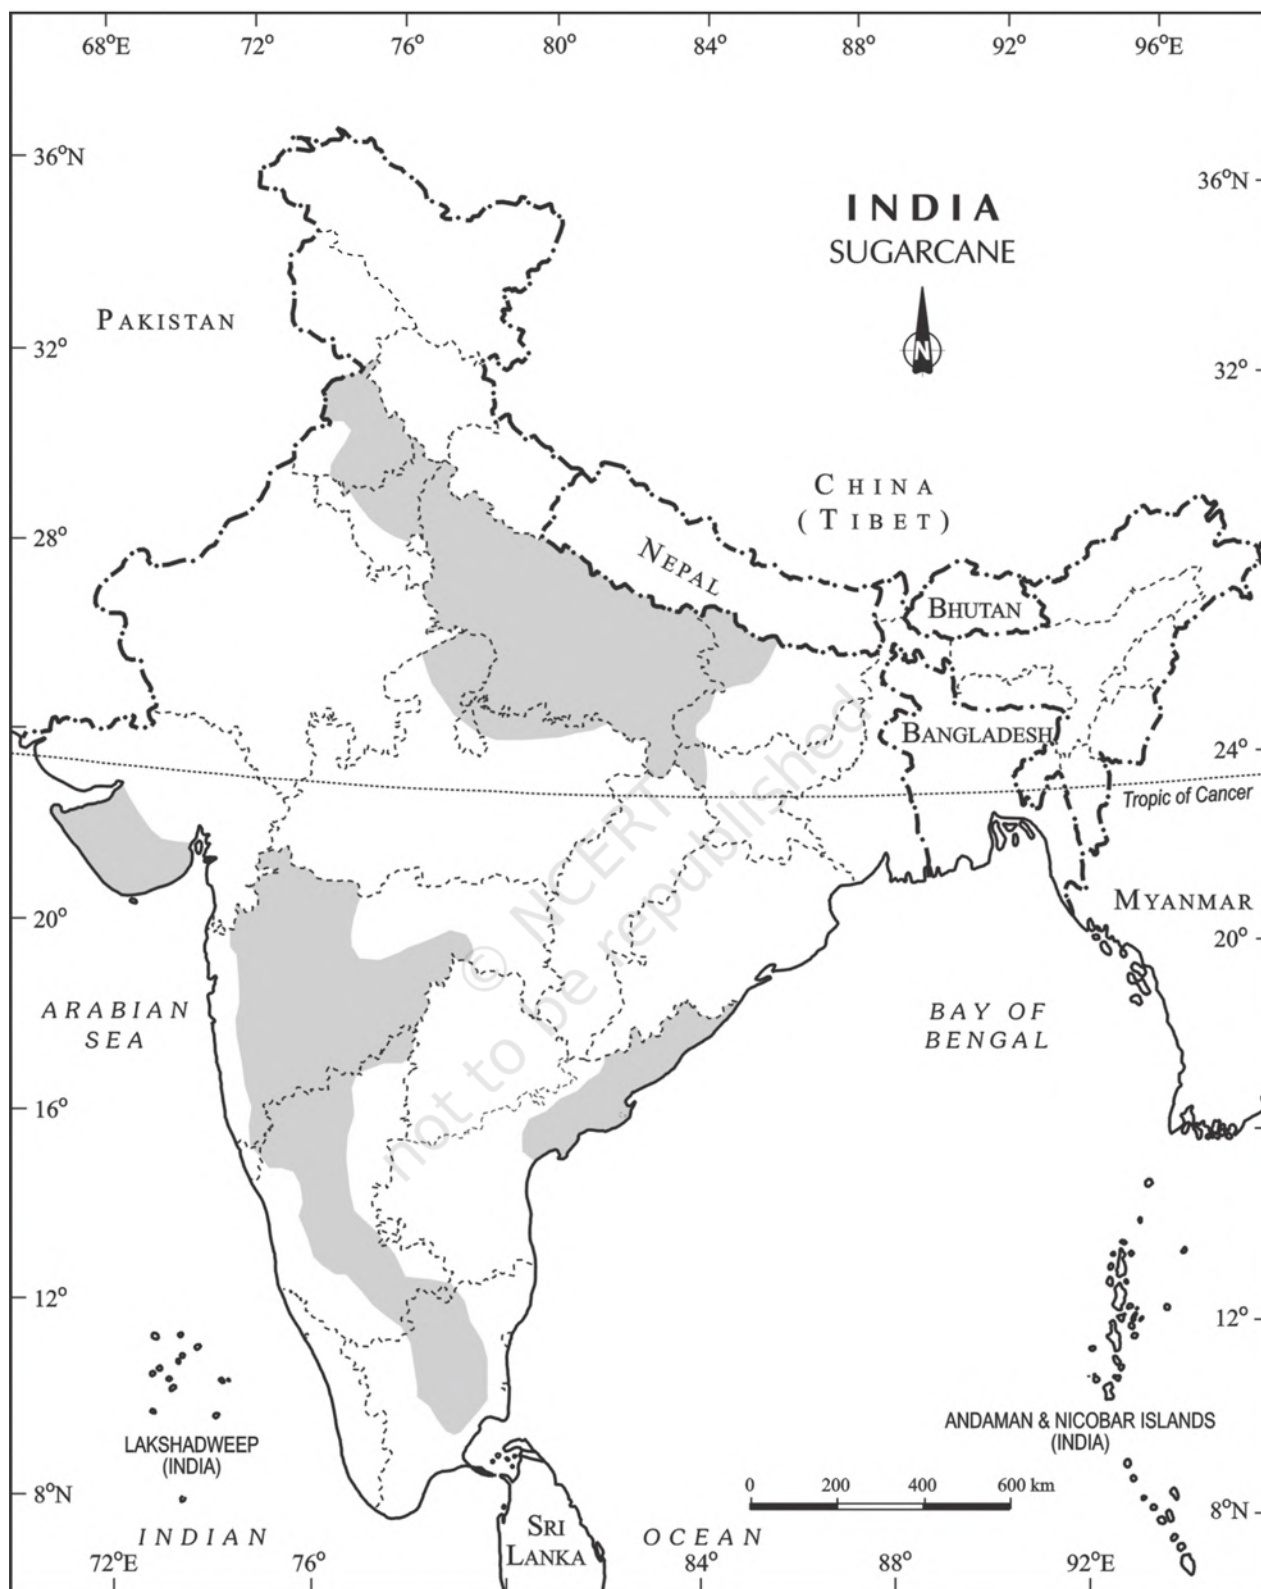 68°E 72° 76° 80° 84° 88° 92° 96°E
36°N
36°N
INDIA
SUGARCANE
N
PAKISTAN
32°
32°
CHINA
(TIBET)
28°
NEPAL
BHUTAN
BANGLADESH
24°
Tropic of Cancer
© NCERT
not to be republished
MYANMAR
20°
20°
ARABIAN
SEA
BAY OF
BENGAL
16°
12°
12°
LAKSHADWEEP
(INDIA)
ANDAMAN & NICOBAR ISLANDS
(INDIA)
0 200 400 600 km
8°N
8°N
SRI
LANKA
INDIAN OCEAN
72°E 76° 84° 88° 92°E